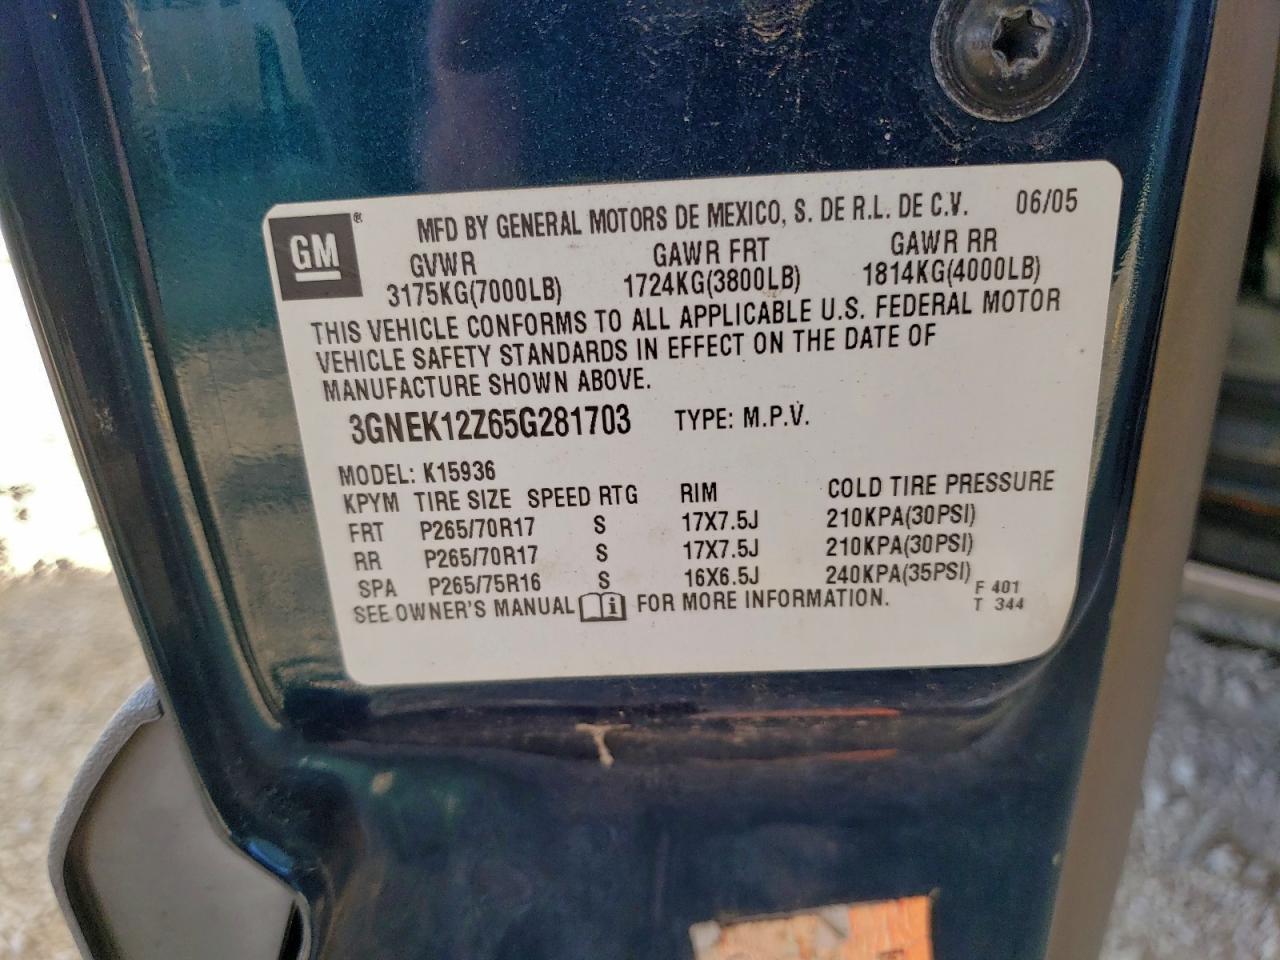 GM ®
MFD BY GENERAL MOTORS DE MEXICO, S. DE R.L. DE C.V. 06/05
GVWR GAWR FRT GAWR RR
3175KG(7000LB) 1724KG(3800LB) 1814KG(4000LB)
THIS VEHICLE CONFORMS TO ALL APPLICABLE U.S. FEDERAL MOTOR
VEHICLE SAFETY STANDARDS IN EFFECT ON THE DATE OF
MANUFACTURE SHOWN ABOVE.
3GNEK12Z65G281703 TYPE: M.P.V.
MODEL: K15936
KPYM TIRE SIZE SPEED RTG RIM COLD TIRE PRESSURE
FRT P265/70R17 S 17X7.5J 210KPA(30PSI)
RR P265/70R17 S 17X7.5J 210KPA(30PSI)
SPA P265/75R16 S 16X6.5J 240KPA(35PSI) F 401
SEE OWNER'S MANUAL i FOR MORE INFORMATION. T 344